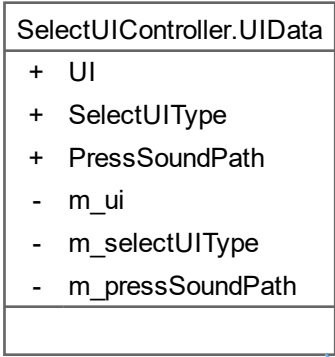 SelectUIController.UIData
+ UI
+ SelectUIType
+ PressSoundPath
- m_ui
- m_selectUIType
- m_pressSoundPath